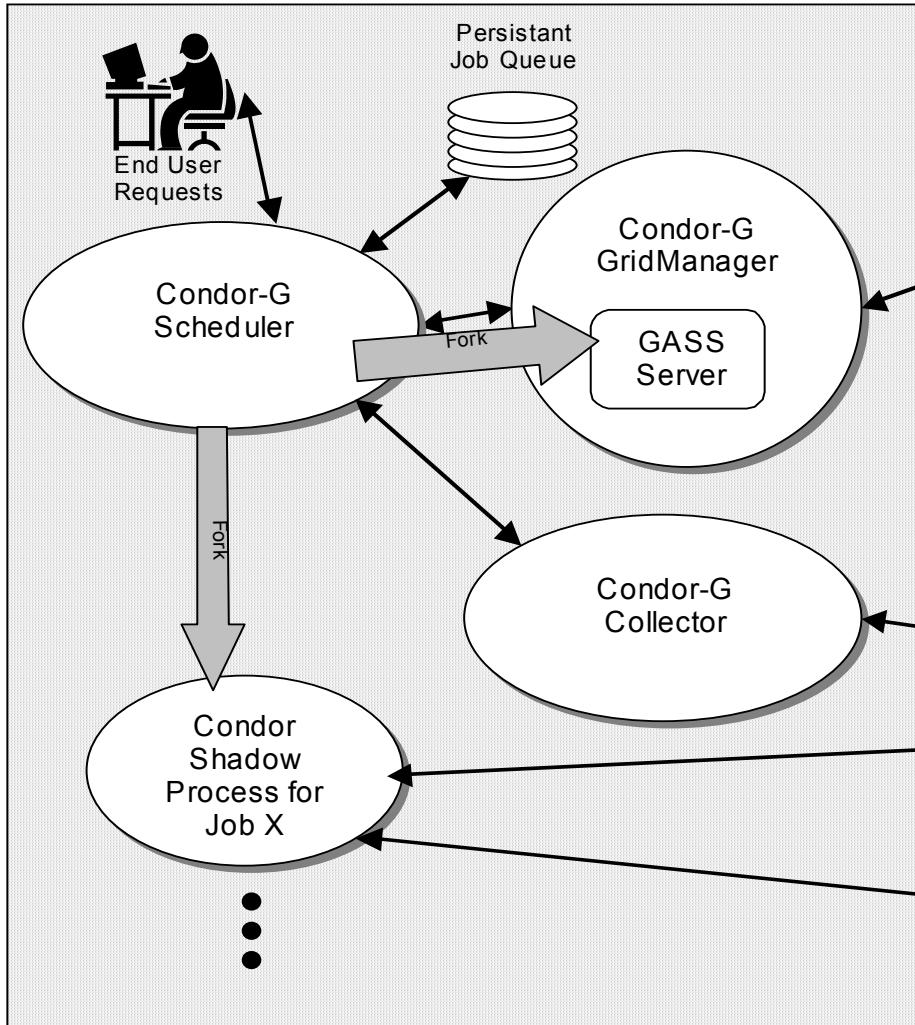 Persistant
Job Queue
End User
Requests
Condor-G
GridManager
Condor-G
Scheduler
Fork
GASS
Server
Fork
Condor-G
Collector
Condor
Shadow
Process for
Job X